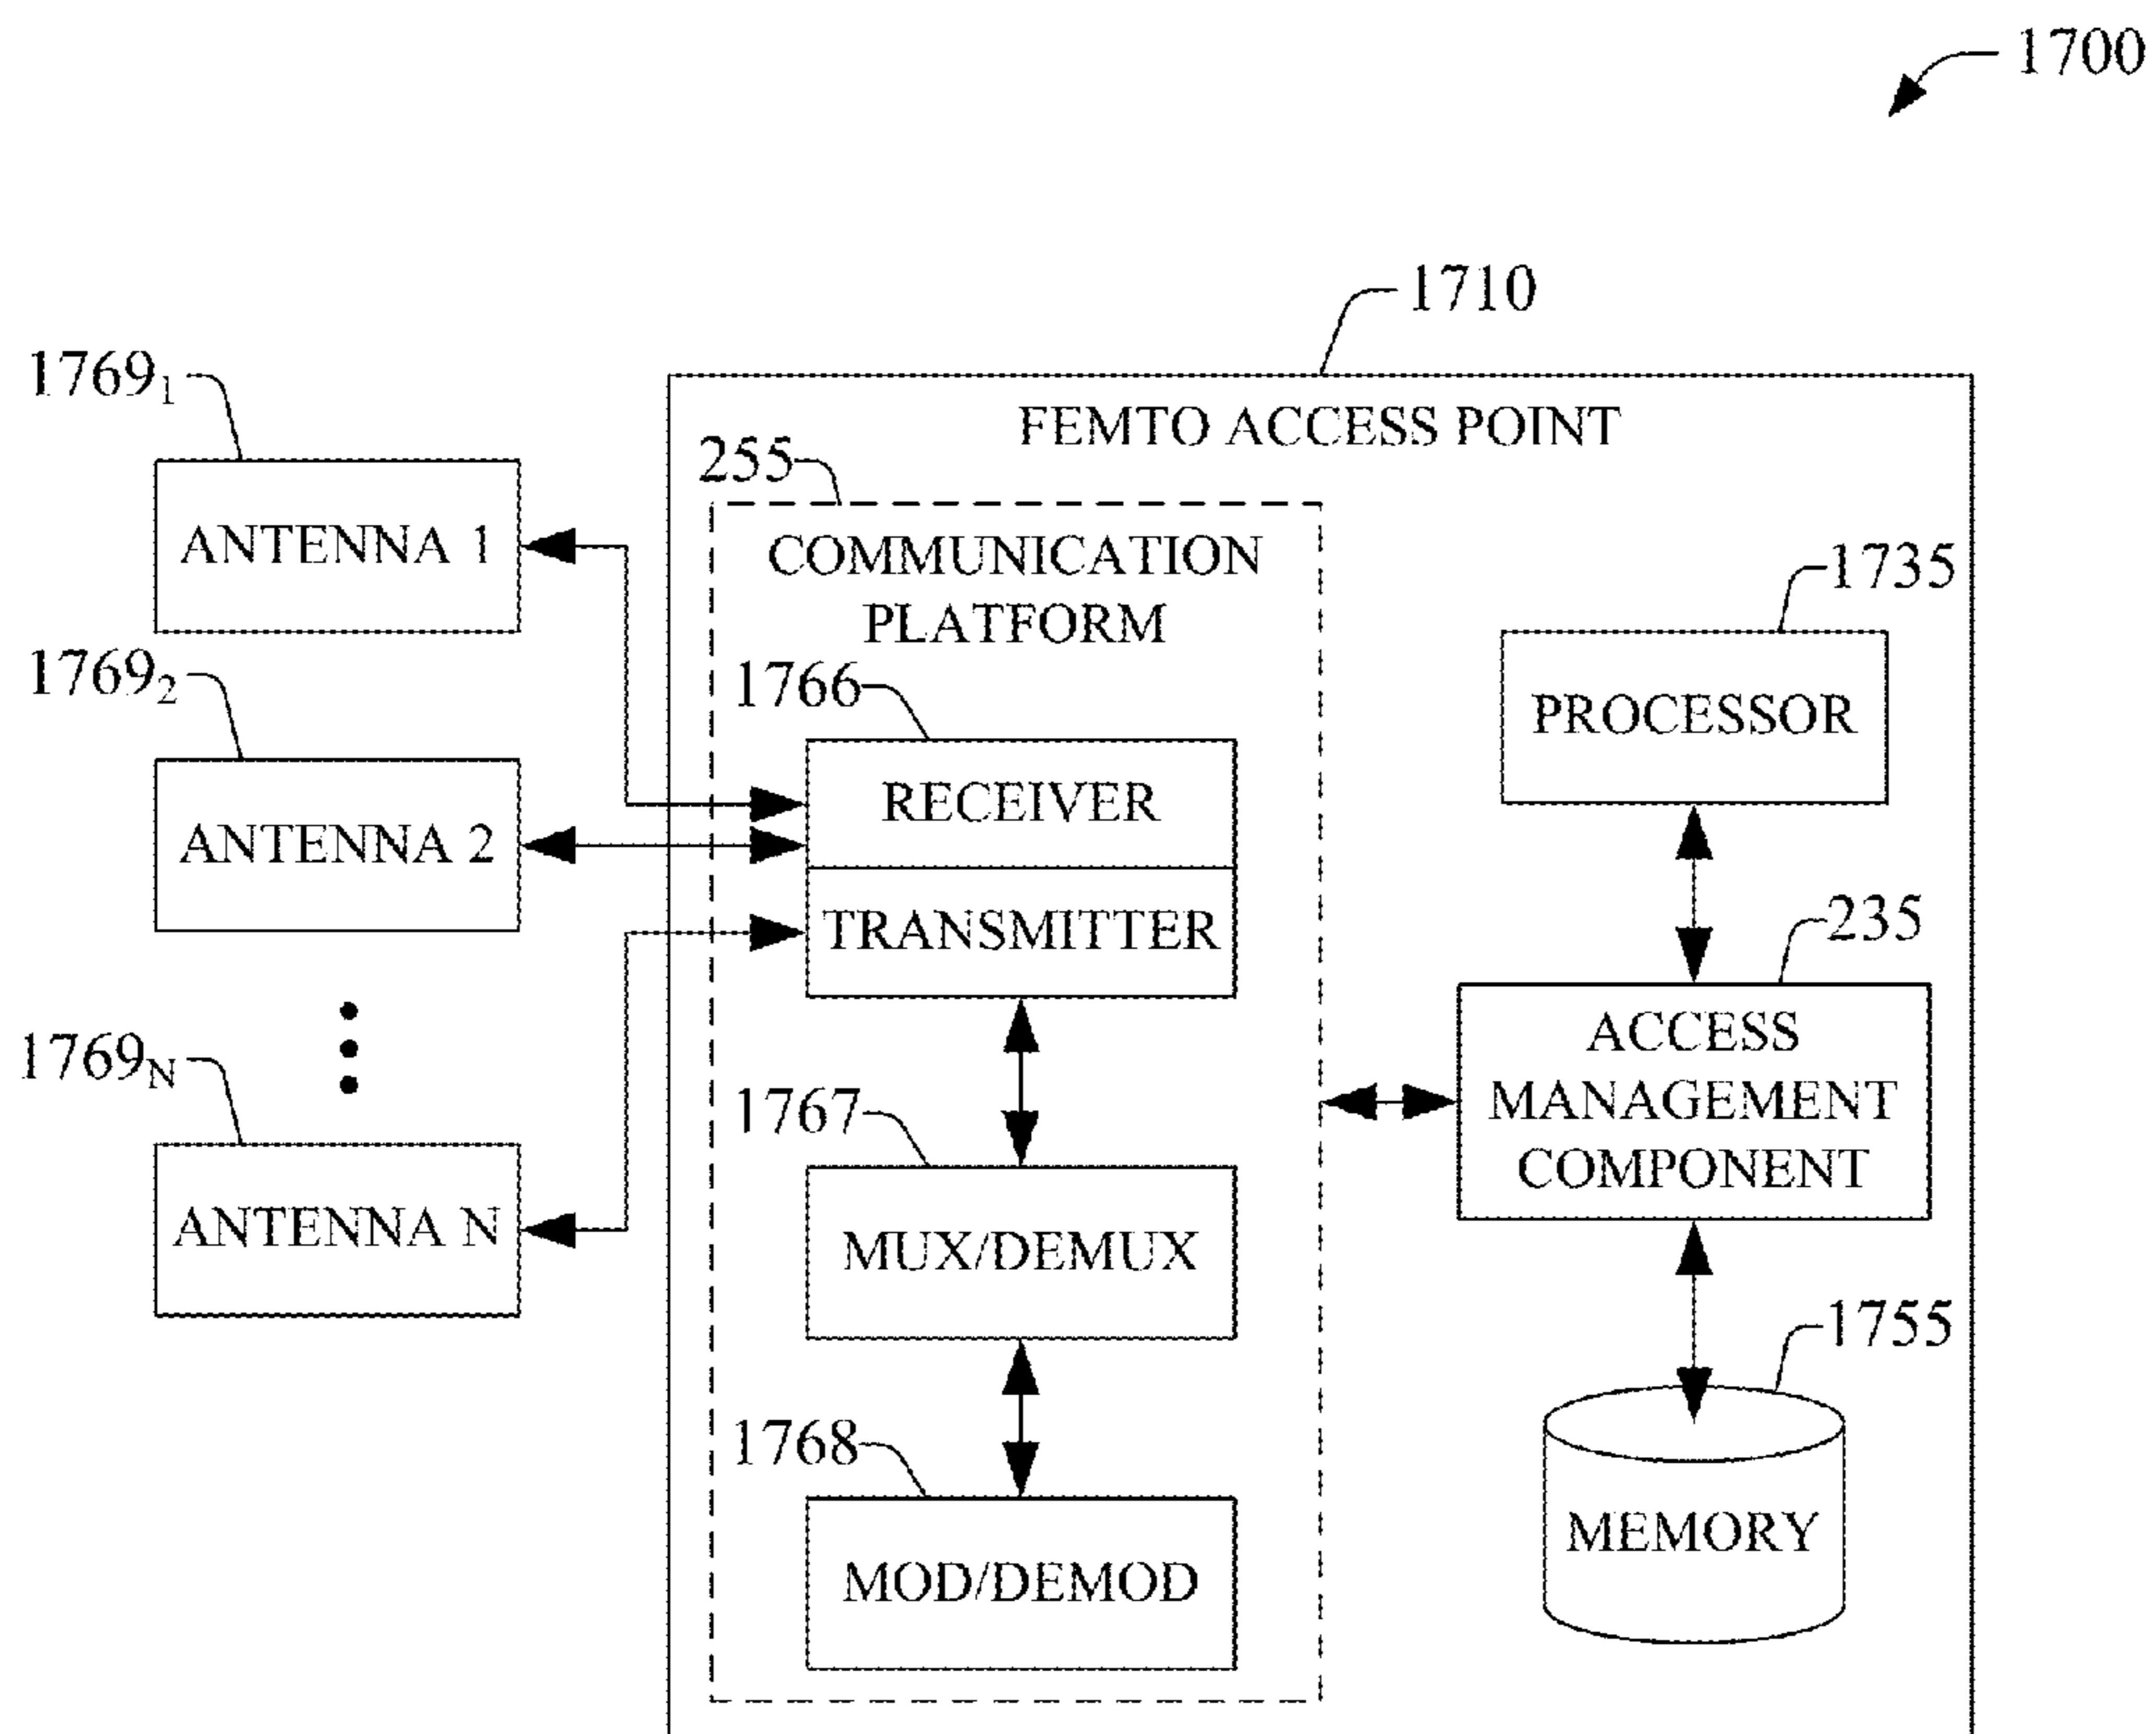 1700
1710
1769₁
FEMTO ACCESS POINT
255
ANTENNA 1
COMMUNICATION
PLATFORM
1735
1769₂
1766
PROCESSOR
RECEIVER
ANTENNA 2
TRANSMITTER
235
ACCESS
MANAGEMENT
COMPONENT
1769N
1767
ANTENNA N
MUX/DEMUX
1755
1768
MEMORY
MOD/DEMOD